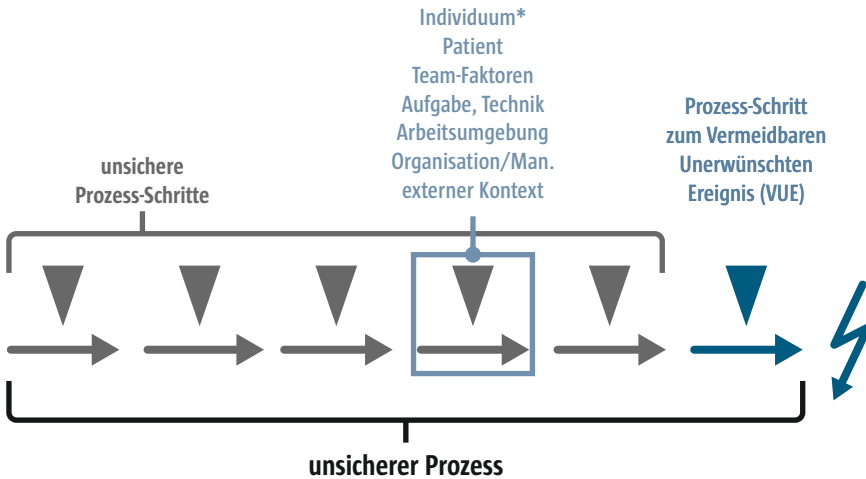 Individuum*
Patient
Team-Faktoren
Aufgabe, Technik
Arbeitsumgebung
Organisation/Man.
externer Kontext
Prozess-Schritt
zum Vermeidbaren
Unerwünschten
Ereignis (VUE)
unsichere
Prozess-Schritte
unsicherer Prozess